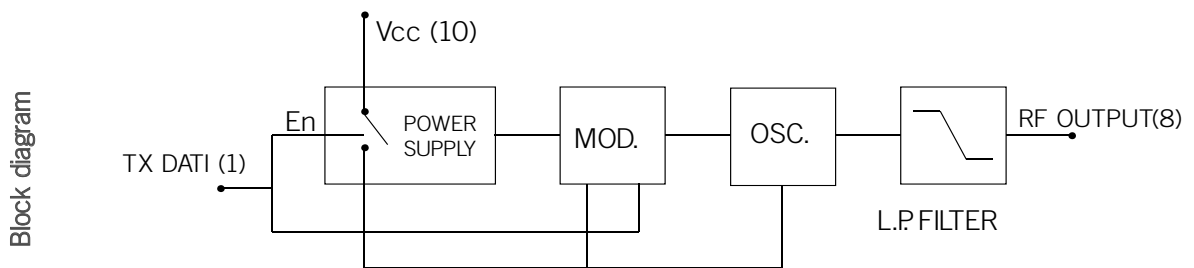 Block diagram
Vcc (10)
En
POWER
SUPPLY
MOD.
OSC.
RF OUTPUT(8)
TX DATI (1)
L.P. FILTER